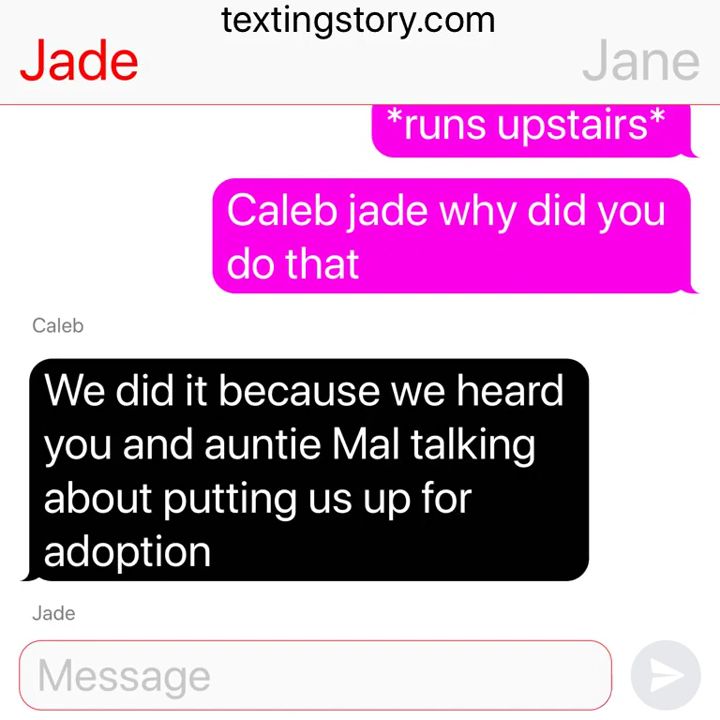 textingstory.com
Jade
Jane
*runs upstairs*
Caleb jade why did you
do that
Caleb
We did it because we heard
you and auntie Mal talking
about putting us up for
adoption
Jade
Message